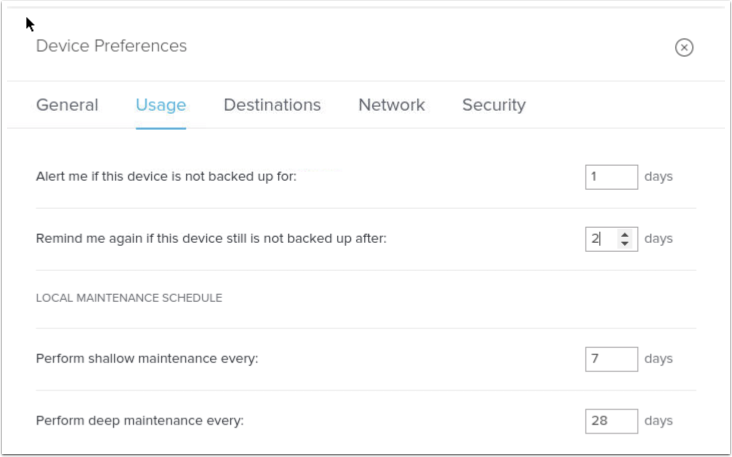 Device Preferences
General Usage Destinations Network Security
Alert me if this device is not backed up for: 1 days
Remind me again if this device still is not backed up after: 2 days
LOCAL MAINTENANCE SCHEDULE
Perform shallow maintenance every: 7 days
Perform deep maintenance every: 28 days